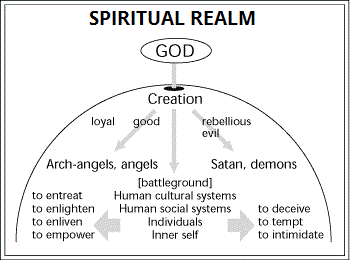 SPIRITUAL REALM
GOD
Creation
loyal good rebellious
evil
Arch-angels, angels Satan, demons
[battleground]
to entreat Human cultural systems
to enlighten Human social systems to deceive
to enliven Individuals to tempt
to empower Inner self to intimidate